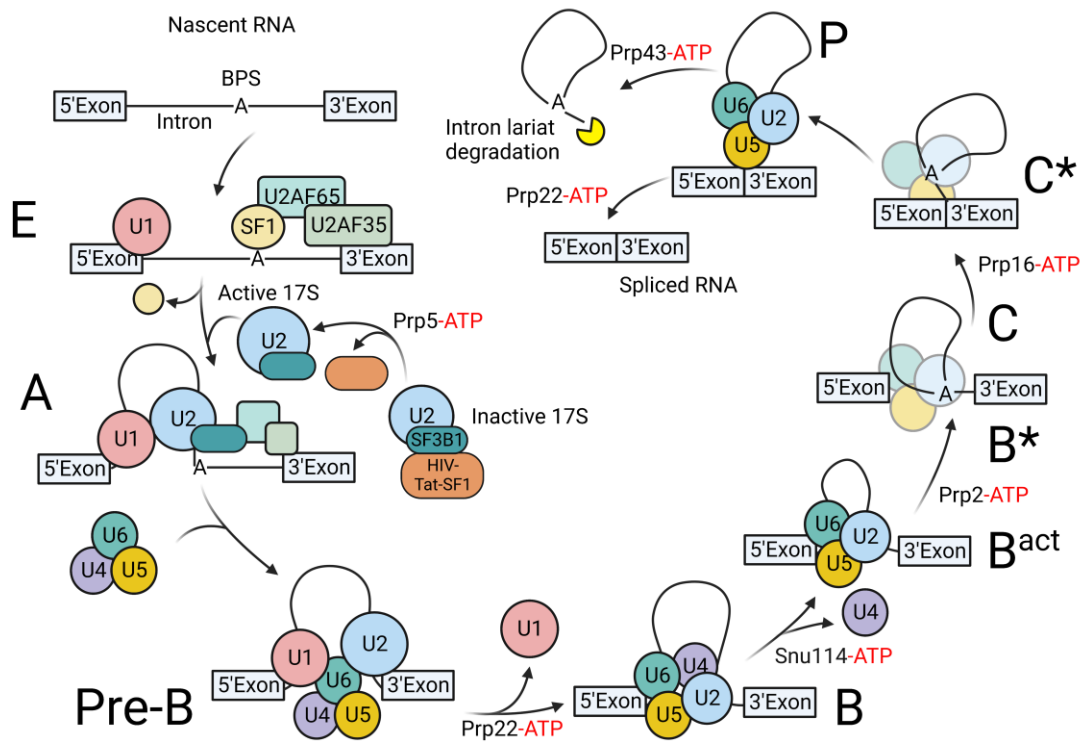 Nascent RNA
BPS
5'Exon
A
3'Exon
Intron
E
U1
SF1
U2AF65
U2AF35
5'Exon
A
3'Exon
Active 17S
U2
Prp5-ATP
Inactive 17S
U2
SF3B1
HIV-
Tat-SF1
A
U1
U2
5'Exon
A
3'Exon
U6
U4
U5
Pre-B
U1
U2
5'Exon
U6
3'Exon
U4
U5
U1
Prp22-ATP
B
U6
U4
5'Exon
U2
3'Exon
U5
U4
Snu114-ATP
B^act
U6
U2
5'Exon
3'Exon
U5
Prp2-ATP
B*
C
5'Exon
A
3'Exon
Prp16-ATP
C*
A
5'Exon
3'Exon
P
U6
U2
U5
5'Exon
3'Exon
Prp43-ATP
A
Intron lariat
degradation
Prp22-ATP
5'Exon
3'Exon
Spliced RNA